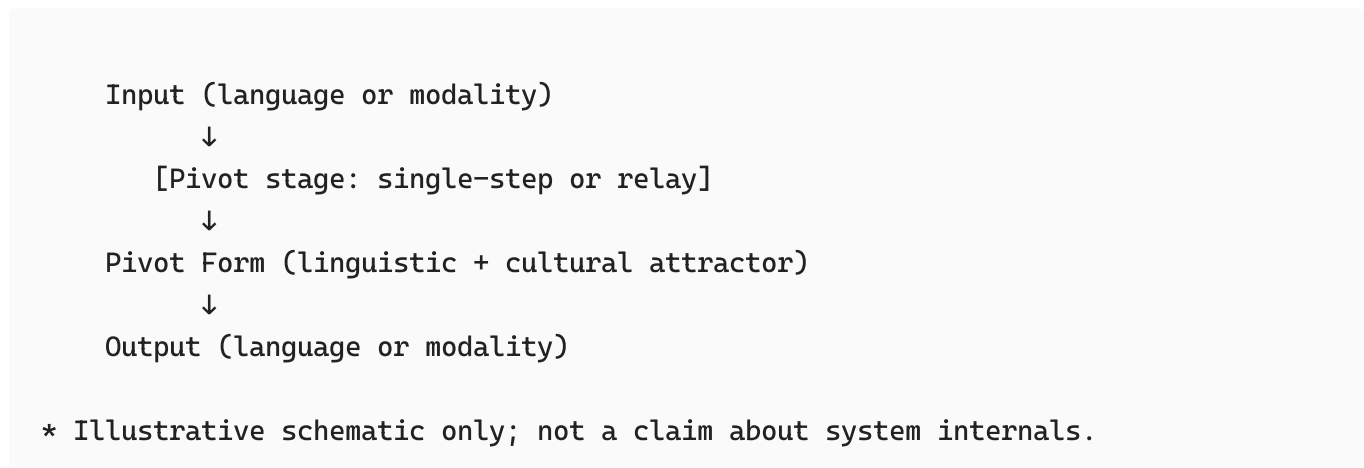 Input (language or modality)
↓
[Pivot stage: single-step or relay]
↓
Pivot Form (linguistic + cultural attractor)
↓
Output (language or modality)
* Illustrative schematic only; not a claim about system internals.